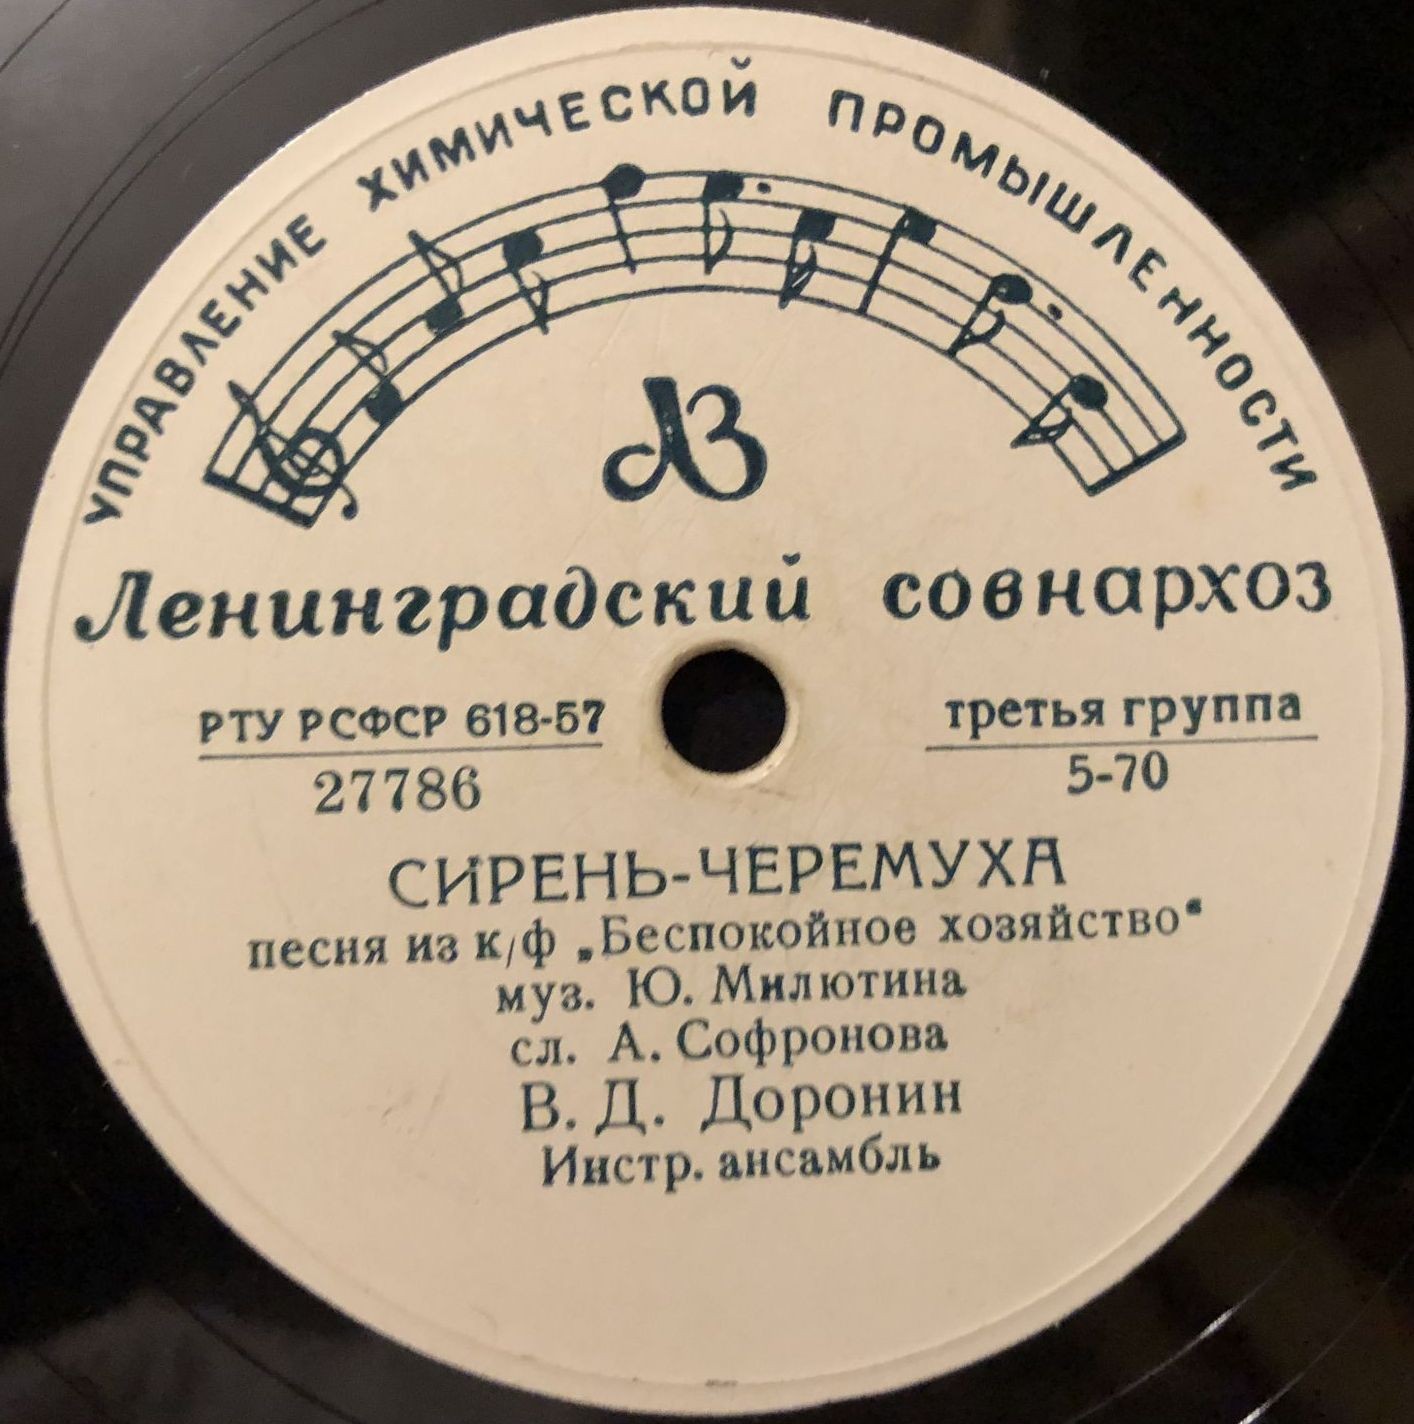 УПРАВЛЕНИЕ ХИМИЧЕСКОЙ ПРОМЫШЛЕННОСТИ
ЛЗ
Ленинградский совнархоз
РТУ РСФСР 618-57
27786
третья группа
5-70
СИРЕНЬ-ЧЕРЕМУХА
песня из к/ф „Беспокойное хозяйство“
муз. Ю. Милютина
сл. А. Софронова
В. Д. Доронин
Инстр. ансамбль